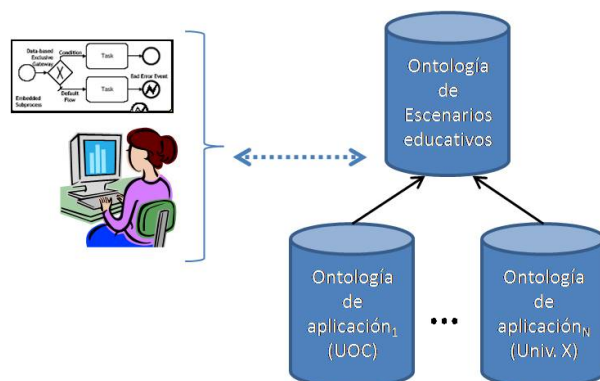 Data-based
Exclusive
Gateway
Condition
Task
End Error Event
X
Default
Flow
Task
Embedded
Subprocess
Ontología
de
Escenarios
educativos
Ontología
de
aplicación1
(UOC)
...
Ontología
de
aplicaciónN
(Univ. X)